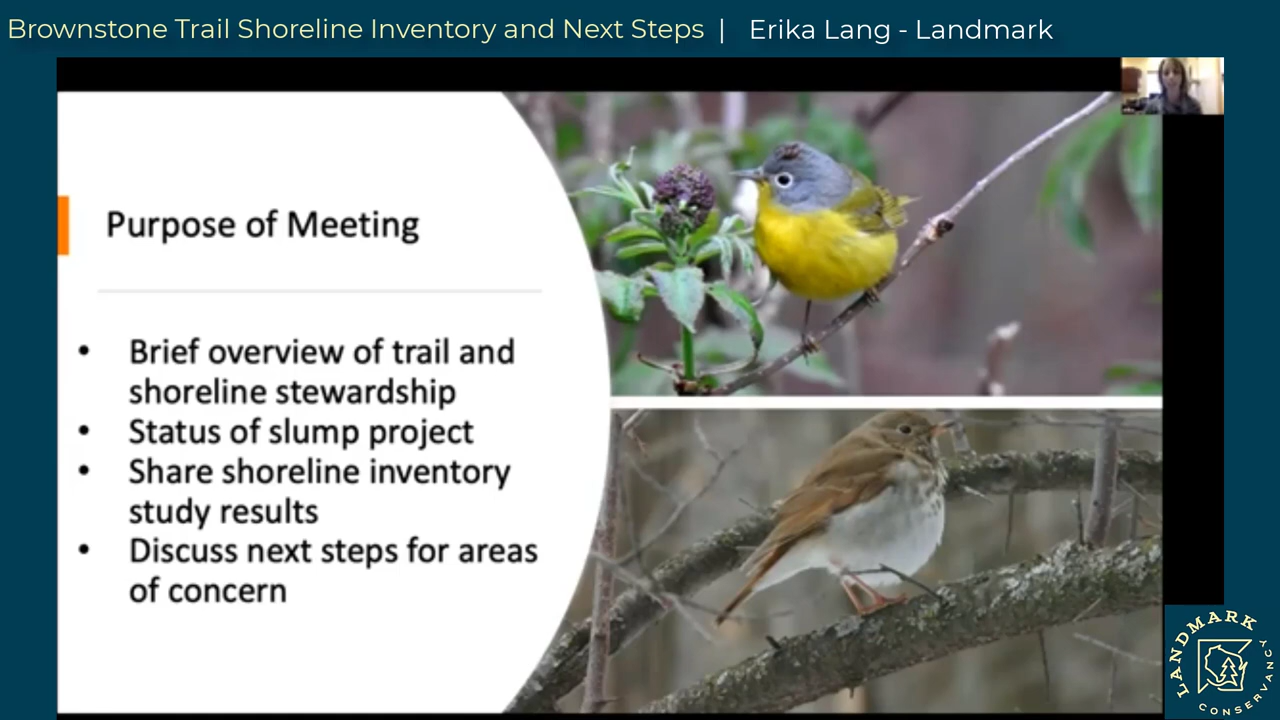 Brownstone Trail Shoreline Inventory and Next Steps | Erika Lang - Landmark
Purpose of Meeting
• Brief overview of trail and
shoreline stewardship
• Status of slump project
• Share shoreline inventory
study results
• Discuss next steps for areas
of concern
LANDMARK
CONSERVANCY